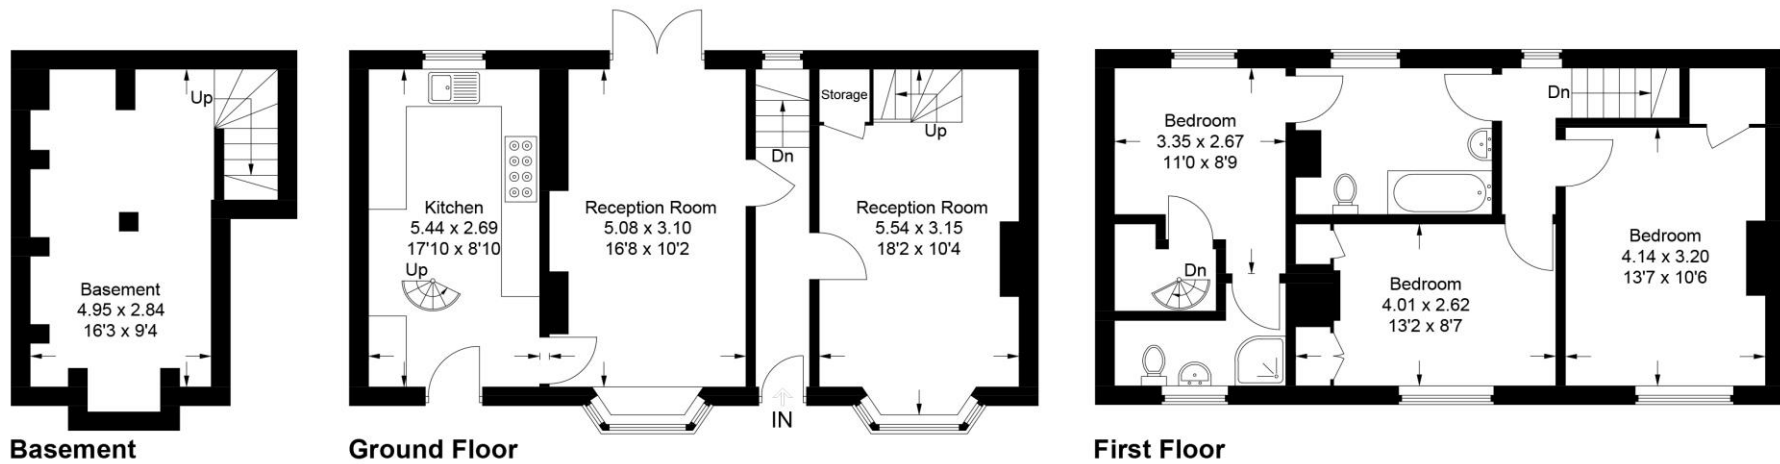 Up
Basement
4.95 x 2.84
16'3 x 9'4
Basement
Kitchen
5.44 x 2.69
17'10 x 8'10
Up
Reception Room
5.08 x 3.10
16'8 x 10'2
Dn
Storage
Up
Reception Room
5.54 x 3.15
18'2 x 10'4
IN
Ground Floor
Bedroom
3.35 x 2.67
11'0 x 8'9
Dn
Dn
Bedroom
4.01 x 2.62
13'2 x 8'7
Bedroom
4.14 x 3.20
13'7 x 10'6
First Floor